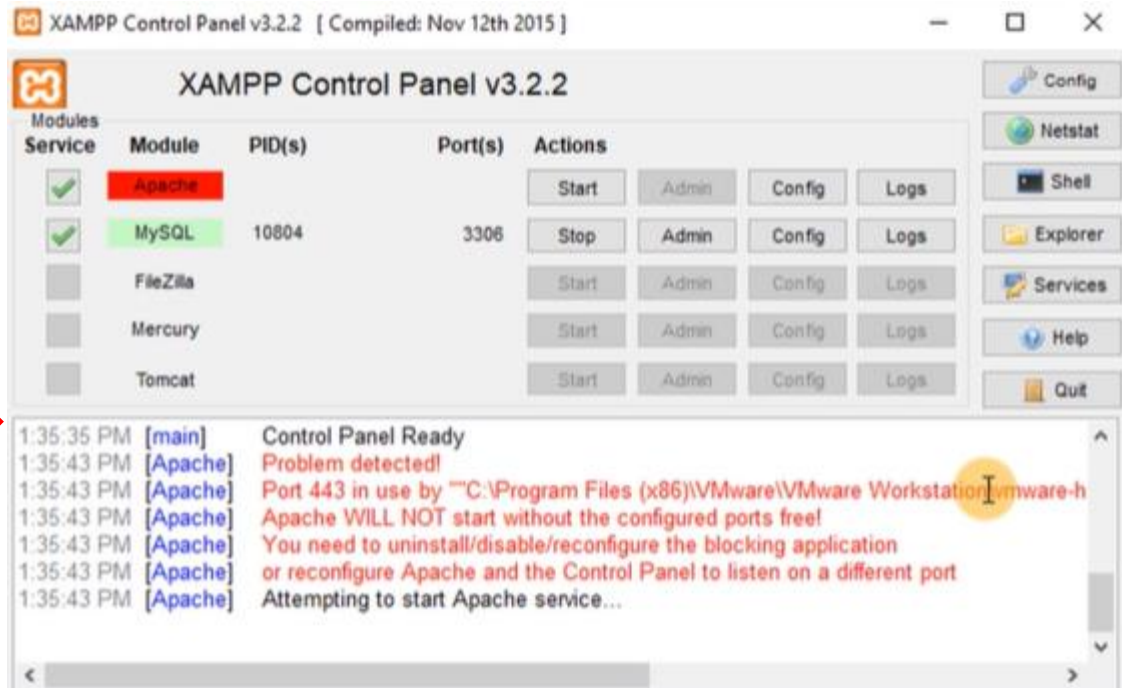 XAMPP Control Panel v3.2.2 [ Compiled: Nov 12th 2015 ]
XAMPP Control Panel v3.2.2
Config
Modules
Netstat
Service Module PID(s) Port(s) Actions
Apache Start Admin Config Logs Shell
MySQL 10804 3306 Stop Admin Config Logs Explorer
FileZilla Start Admin Config Logs Services
Mercury Start Admin Config Logs Help
Tomcat Start Admin Config Logs Quit
1:35:35 PM [main] Control Panel Ready
1:35:43 PM [Apache] Problem detected!
1:35:43 PM [Apache] Port 443 in use by ""C:\Program Files (x86)\VMware\VMware Workstation\vmware-h
1:35:43 PM [Apache] Apache WILL NOT start without the configured ports free!
1:35:43 PM [Apache] You need to uninstall/disable/reconfigure the blocking application
1:35:43 PM [Apache] or reconfigure Apache and the Control Panel to listen on a different port
1:35:43 PM [Apache] Attempting to start Apache service...